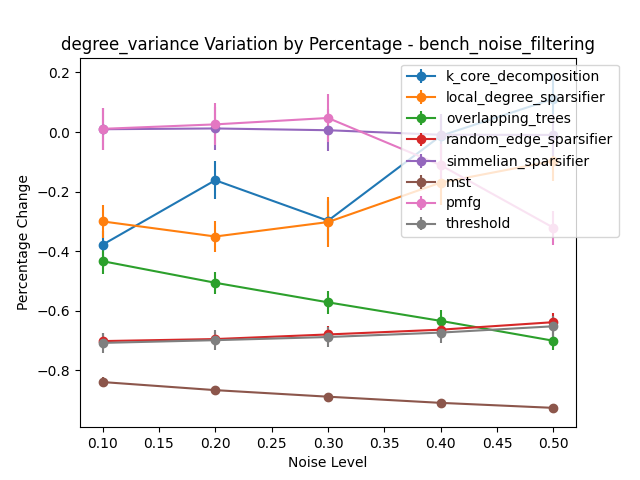 degree_variance Variation by Percentage - bench_noise_filtering
Percentage Change
0.2
0.0
−0.2
−0.4
−0.6
−0.8
k_core_decomposition
local_degree_sparsifier
overlapping_trees
random_edge_sparsifier
simmelian_sparsifier
mst
pmfg
threshold
0.10 0.15 0.20 0.25 0.30 0.35 0.40 0.45 0.50
Noise Level